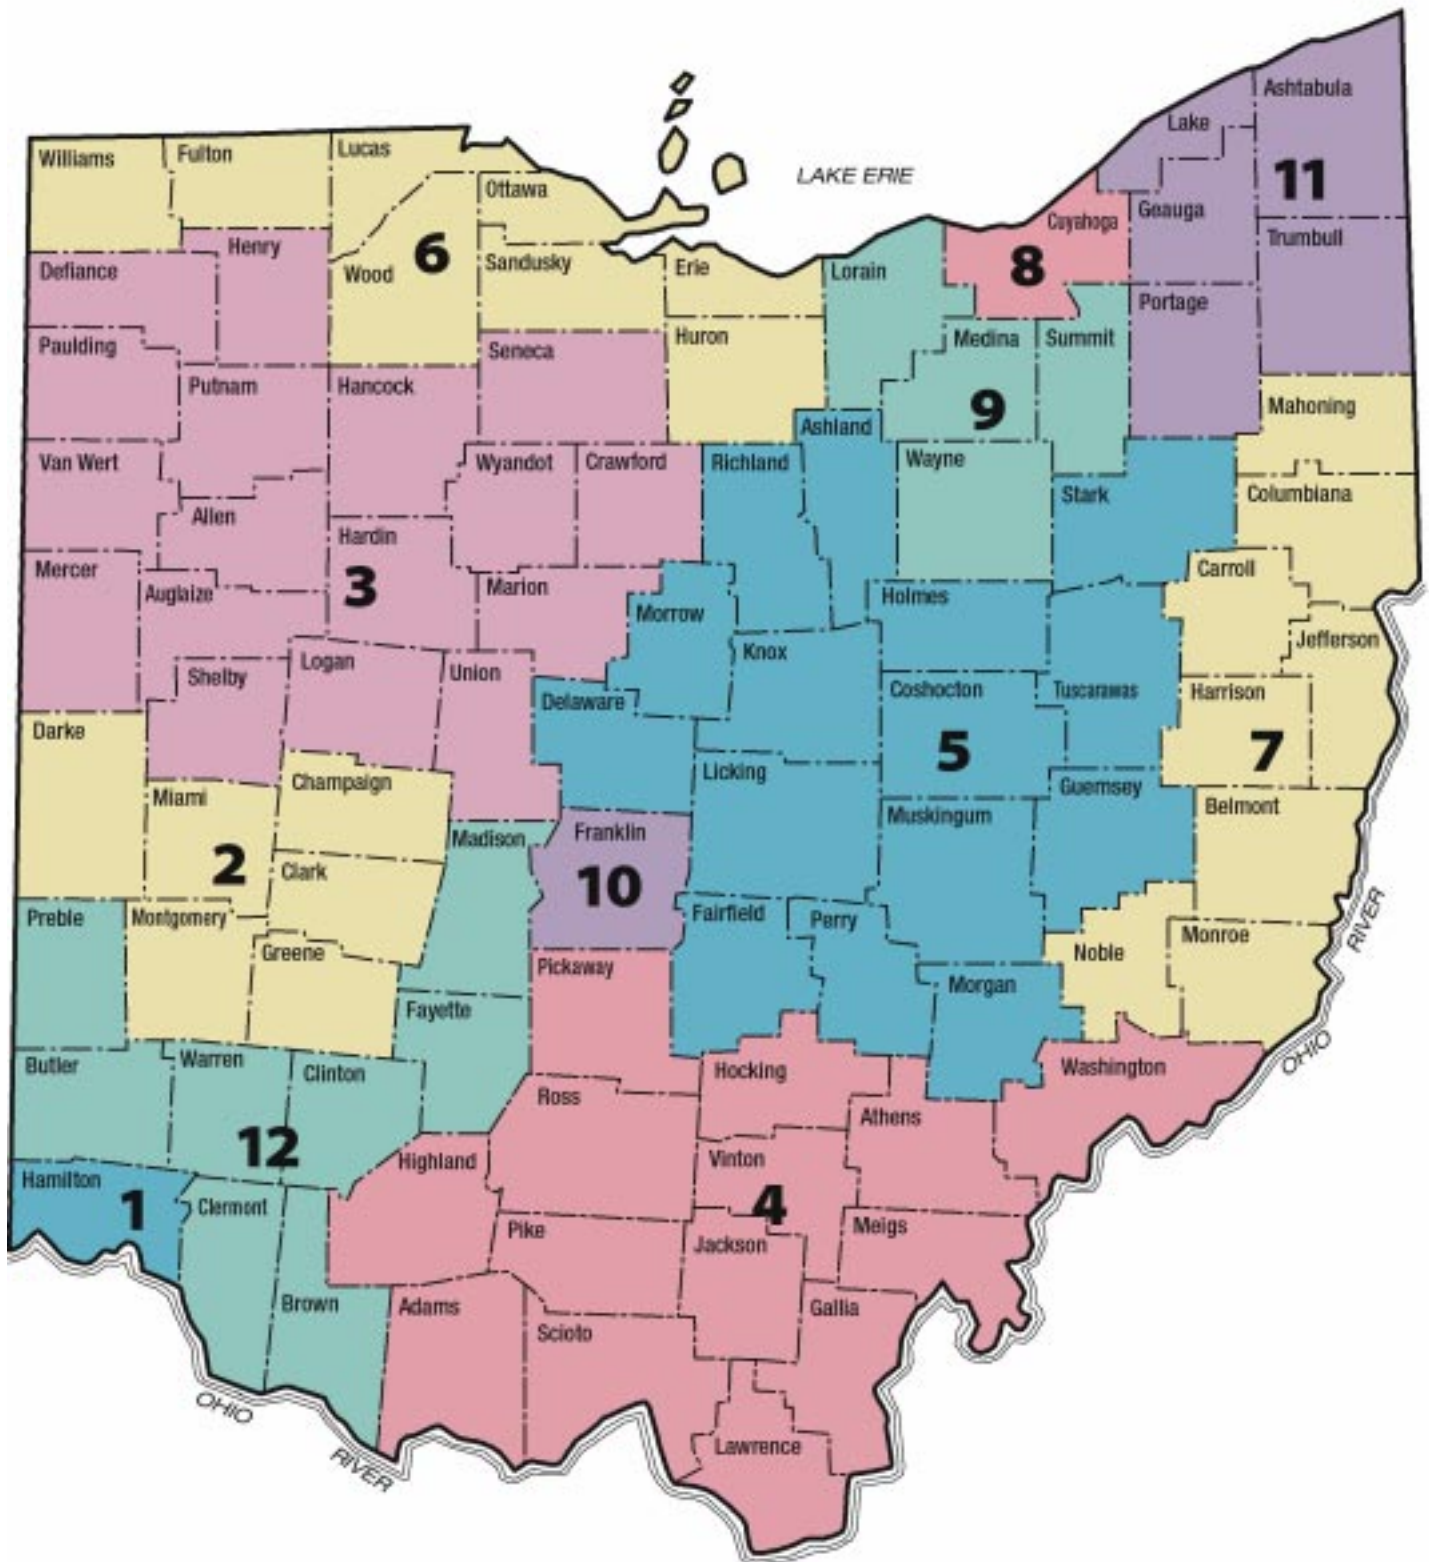 Ashtabula
Lake
Williams
Fulton
Lucas
LAKE ERIE
11
Ottawa
Geauga
Cuyahoga
Henry
6
Trumbull
Defiance
Wood
Sandusky
Erie
Lorain
8
Portage
Paulding
Seneca
Huron
Medina
Summit
Putnam
Hancock
9
Mahoning
Ashland
Van Wert
Wyandot
Crawford
Richland
Wayne
Stark
Columbiana
Allen
Hardin
Mercer
Auglaize
3
Marion
Morrow
Holmes
Carroll
Jefferson
Shelby
Logan
Union
Knox
Delaware
Coshocton
Tuscarawas
Harrison
Darke
5
7
Miami
Champaign
Licking
Guernsey
Belmont
Muskingum
Madison
Franklin
2
Clark
10
Preble
Montgomery
Fairfield
Perry
RIVER
Greene
Noble
Monroe
Pickaway
Morgan
Fayette
OHIO
Butler
Warren
Clinton
Hocking
Washington
Ross
Athens
12
Highland
Vinton
Hamilton
1
Clermont
4
Pike
Jackson
Meigs
Brown
Adams
Gallia
Scioto
OHIO
RIVER
Lawrence